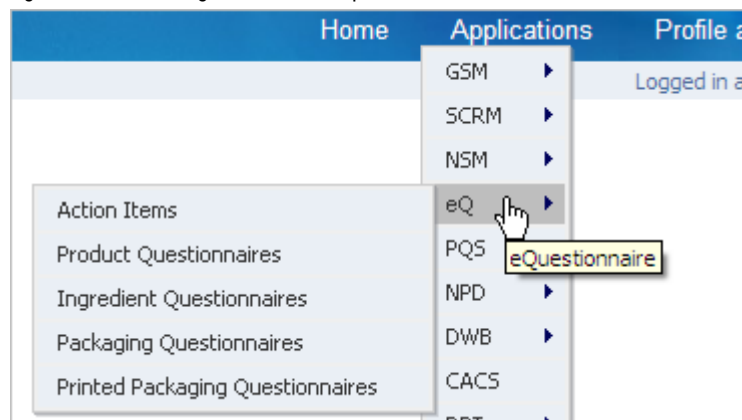 Home Applications Profile a
Logged in a
GSM
SCRM
NSM
eQ
eQuestionnaire
PQS
NPD
DWB
CACS
Action Items
Product Questionnaires
Ingredient Questionnaires
Packaging Questionnaires
Printed Packaging Questionnaires